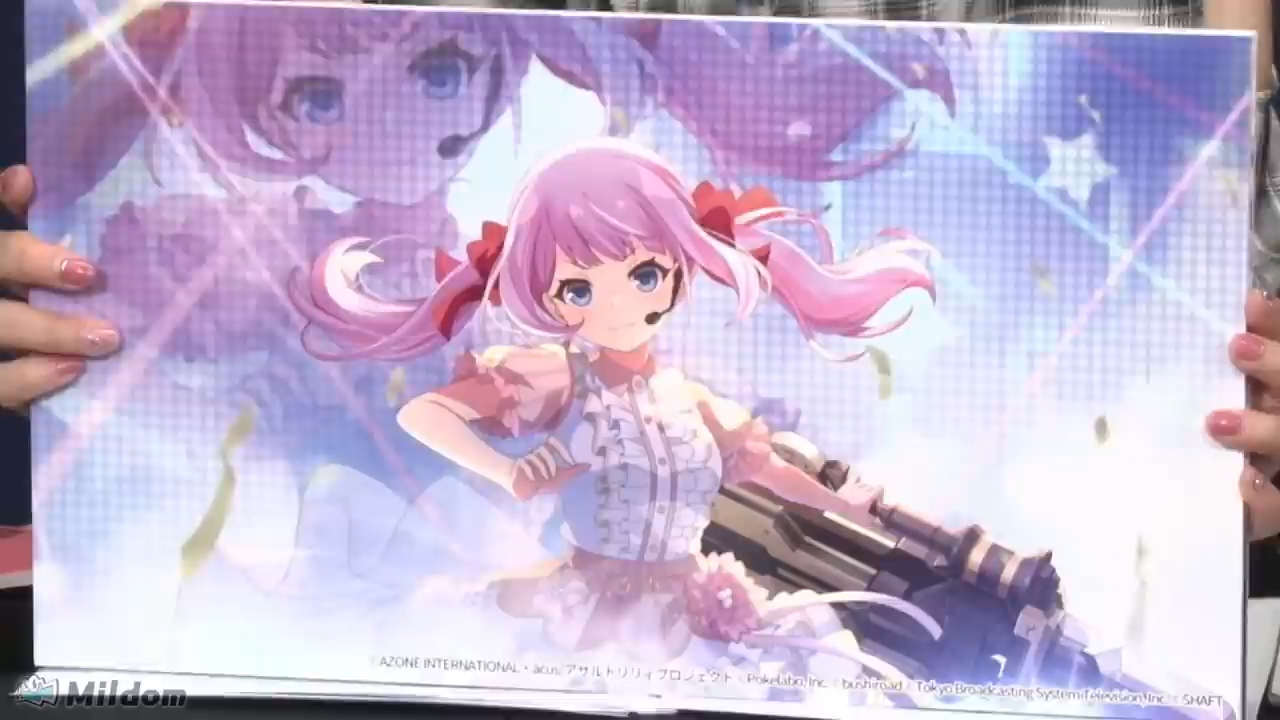 ©AZONE INTERNATIONAL・acus/アサルトリリィプロジェクト ©Pokelabo, Inc. ©bushiroad ©Tokyo Broadcasting System Television, Inc. ©SHAFT
Mildom